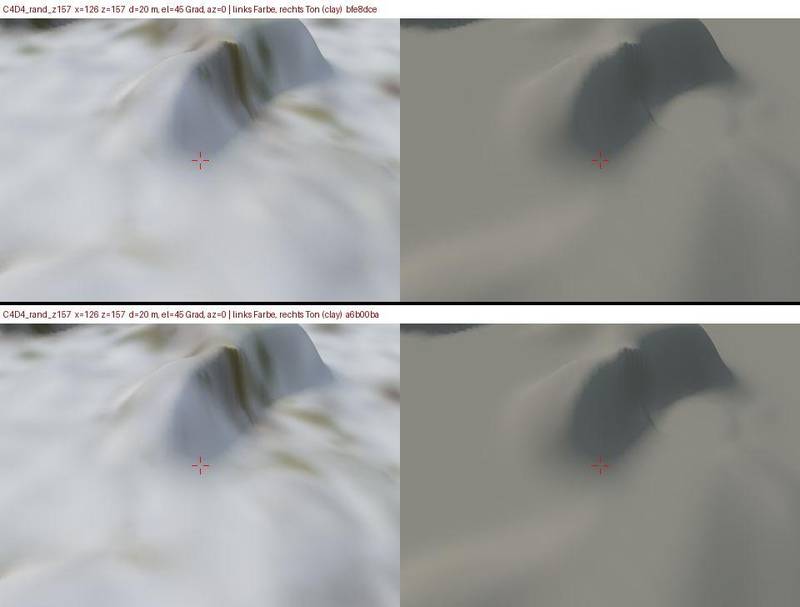 C4D4_rand_z157 x=126 z=157 d=20 m, el=45 Grad, az=0 | links Farbe, rechts Ton (clay) bfe8dce
C4D4_rand_z157 x=126 z=157 d=20 m, el=45 Grad, az=0 | links Farbe, rechts Ton (clay) a6b00ba